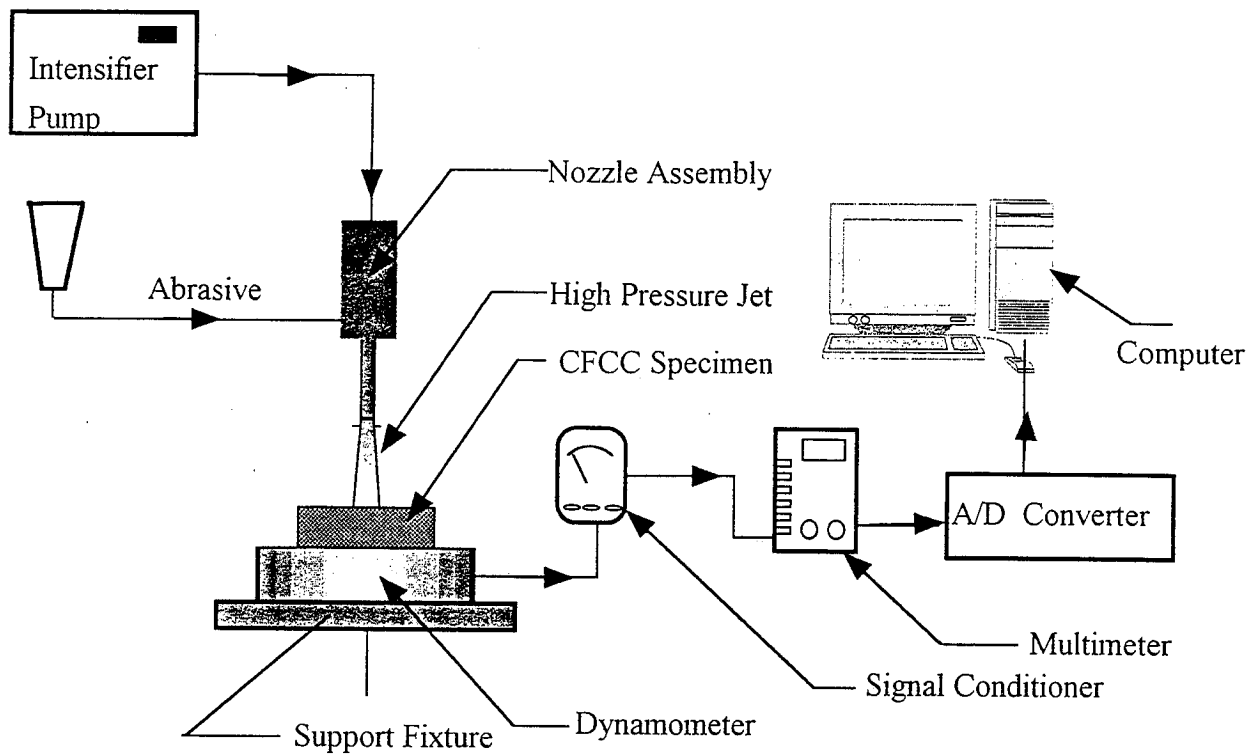 Intensifier
Pump
Nozzle Assembly
Abrasive
High Pressure Jet
CFCC Specimen
Computer
A/D Converter
Multimeter
Signal Conditioner
Dynamometer
Support Fixture